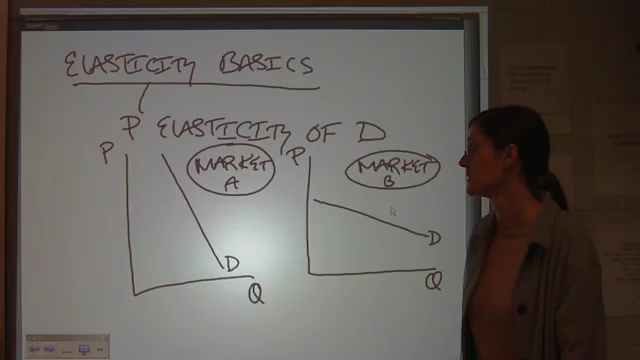 ELASTICITY BASICS
P ELASTICITY OF D
P MARKET A D Q
P MARKET B D Q